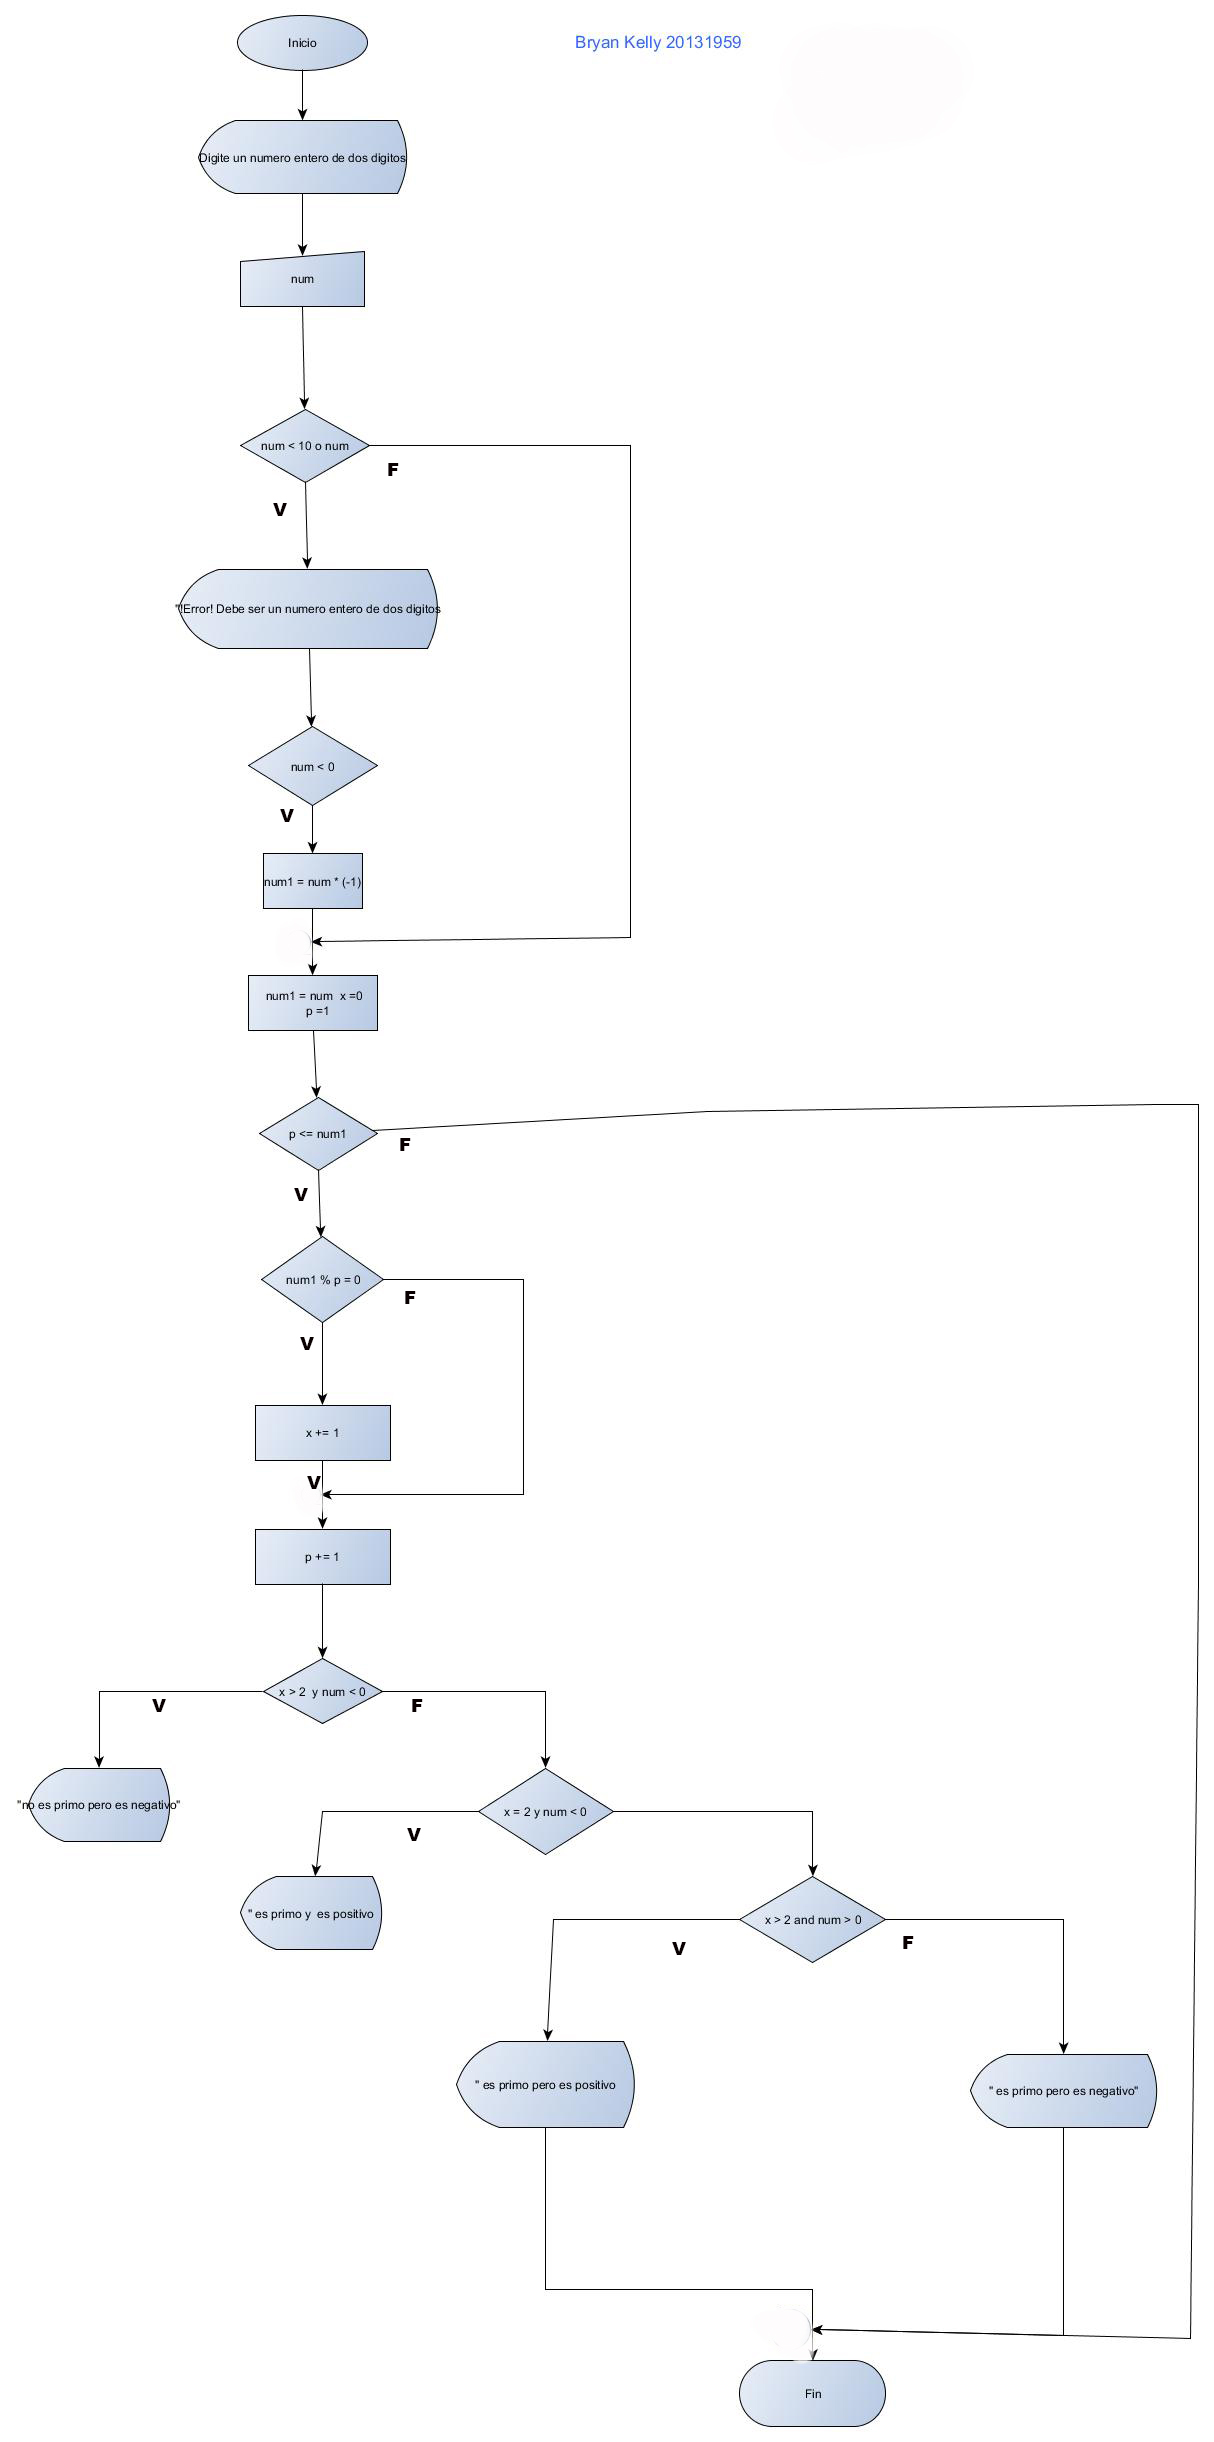 Inicio
Bryan Kelly 20131959
Digite un numero entero de dos digitos
num
num < 10 o num
F
V
"!Error! Debe ser un numero entero de dos digitos
num < 0
V
num1 = num * (-1)
num1 = num  x =0
p =1
p <= num1
F
V
num1 % p = 0
F
V
x += 1
V
p += 1
x > 2  y num < 0
V
F
"no es primo pero es negativo"
x = 2 y num < 0
V
" es primo y  es positivo
x > 2 and num > 0
V
F
" es primo pero es positivo
" es primo pero es negativo"
Fin